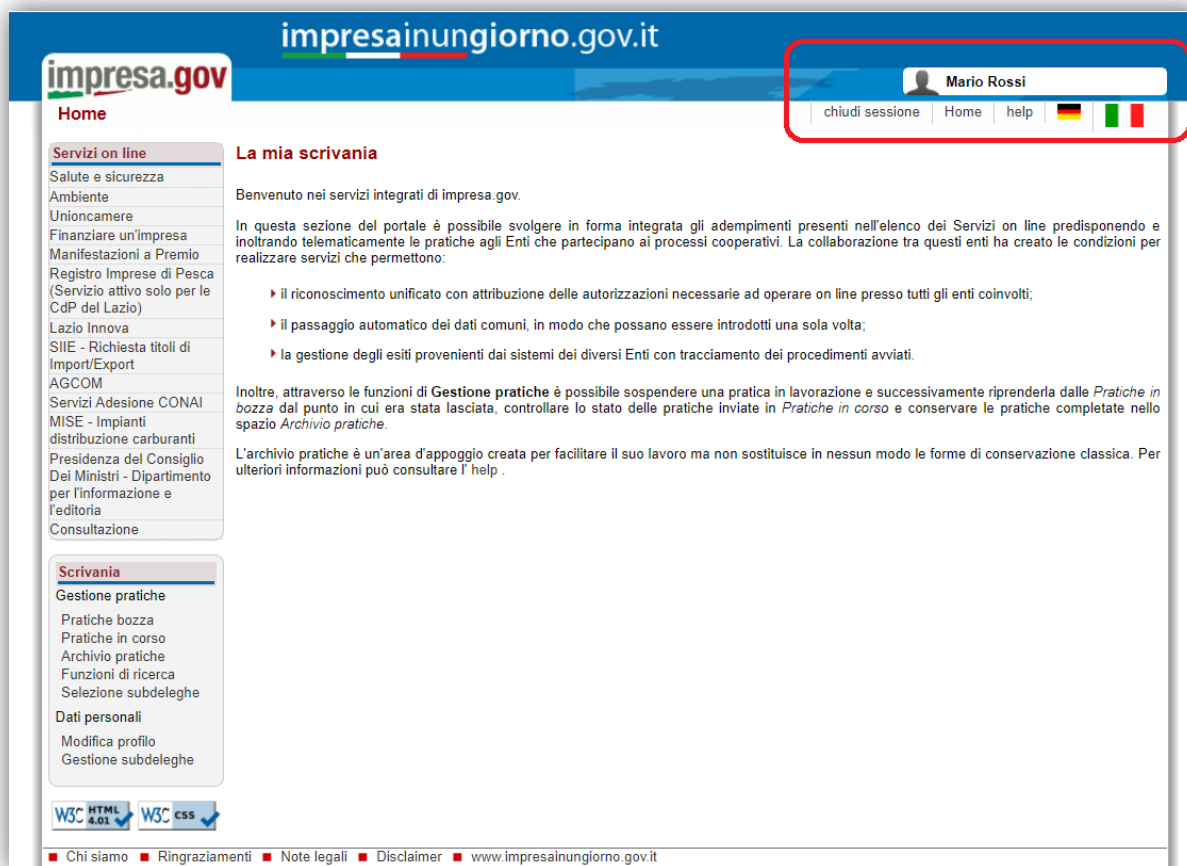 impresainungiorno.gov.it
impresa.gov
Mario Rossi
Home
chiudi sessione
Home
help
Servizi on line
Salute e sicurezza
Ambiente
Unioncamere
Finanziare un'impresa
Manifestazioni a Premio
Registro Imprese di Pesca
(Servizio attivo solo per le
CdP del Lazio)
Lazio Innova
SIIE - Richiesta titoli di
Import/Export
AGCOM
Servizi Adesione CONAI
MISE - Impianti
distribuzione carburanti
Presidenza del Consiglio
Dei Ministri - Dipartimento
per l'informazione e
l'editoria
Consultazione
Scrivania
Gestione pratiche
Pratiche bozza
Pratiche in corso
Archivio pratiche
Funzioni di ricerca
Selezione subdeleghe
Dati personali
Modifica profilo
Gestione subdeleghe
W3C HTML 4.01
W3C css
La mia scrivania
Benvenuto nei servizi integrati di impresa.gov.
In questa sezione del portale è possibile svolgere in forma integrata gli adempimenti presenti nell'elenco dei Servizi on line predisponendo e
inoltrando telematicamente le pratiche agli Enti che partecipano ai processi cooperativi. La collaborazione tra questi enti ha creato le condizioni per
realizzare servizi che permettono:
il riconoscimento unificato con attribuzione delle autorizzazioni necessarie ad operare on line presso tutti gli enti coinvolti;
il passaggio automatico dei dati comuni, in modo che possano essere introdotti una sola volta;
la gestione degli esiti provenienti dai sistemi dei diversi Enti con tracciamento dei procedimenti avviati.
Inoltre, attraverso le funzioni di Gestione pratiche è possibile sospendere una pratica in lavorazione e successivamente riprenderla dalle Pratiche in
bozza dal punto in cui era stata lasciata, controllare lo stato delle pratiche inviate in Pratiche in corso e conservare le pratiche completate nello
spazio Archivio pratiche.
L'archivio pratiche è un'area d'appoggio creata per facilitare il suo lavoro ma non sostituisce in nessun modo le forme di conservazione classica. Per
ulteriori informazioni può consultare l' help .
Chi siamo
Ringraziamenti
Note legali
Disclaimer
www.impresainungiorno.gov.it